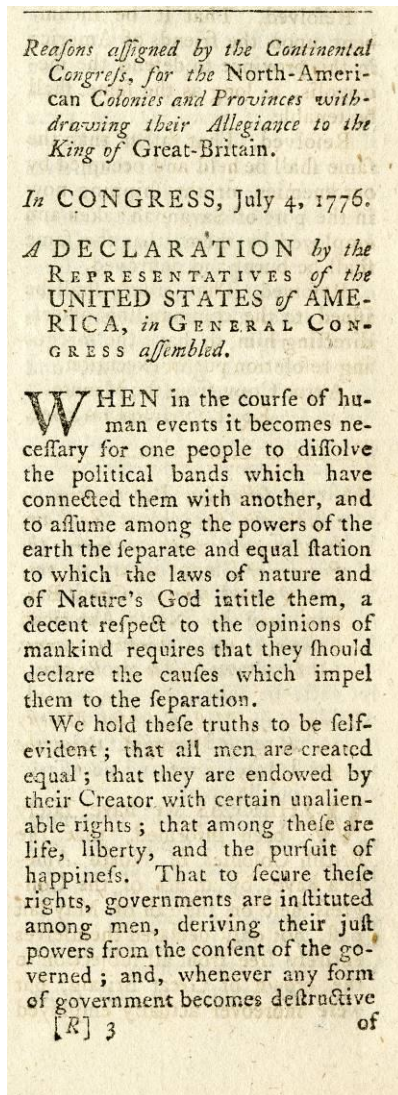 Reaſons aſſigned by the Continental
Congreſs, for the North-Ameri-
can Colonies and Provinces with-
drawing their Allegiance to the
King of Great-Britain.
In CONGRESS, July 4, 1776.
A DECLARATION by the
REPRESENTATIVES of the
UNITED STATES of AME-
RICA, in GENERAL CON-
GRESS aſſembled.
WHEN in the courſe of hu-
man events it becomes ne-
ceſſary for one people to diſſolve
the political bands which have
connected them with another, and
to aſſume among the powers of the
earth the ſeparate and equal ſtation
to which the laws of nature and
of Nature's God intitle them, a
decent reſpect to the opinions of
mankind requires that they ſhould
declare the cauſes which impel
them to the ſeparation.
We hold theſe truths to be ſelf-
evident; that all men are created
equal; that they are endowed by
their Creator with certain unalien-
able rights; that among theſe are
life, liberty, and the purſuit of
happineſs. That to ſecure theſe
rights, governments are inſtituted
among men, deriving their juſt
powers from the conſent of the go-
verned; and, whenever any form
of government becomes deſtructive
[R] 3 of